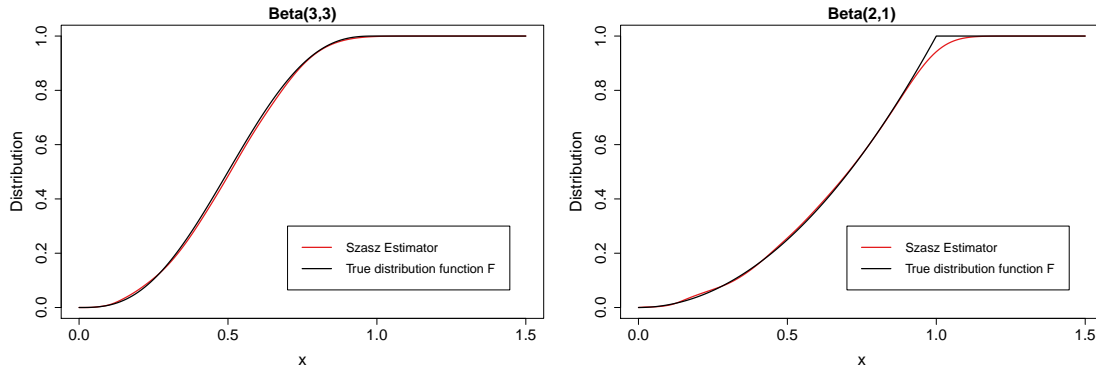 Beta(3,3)
Distribution
0.0 0.2 0.4 0.6 0.8 1.0
Szasz Estimator
True distribution function F
0.0 0.5 1.0 1.5
x
Beta(2,1)
Distribution
0.0 0.2 0.4 0.6 0.8 1.0
Szasz Estimator
True distribution function F
0.0 0.5 1.0 1.5
x